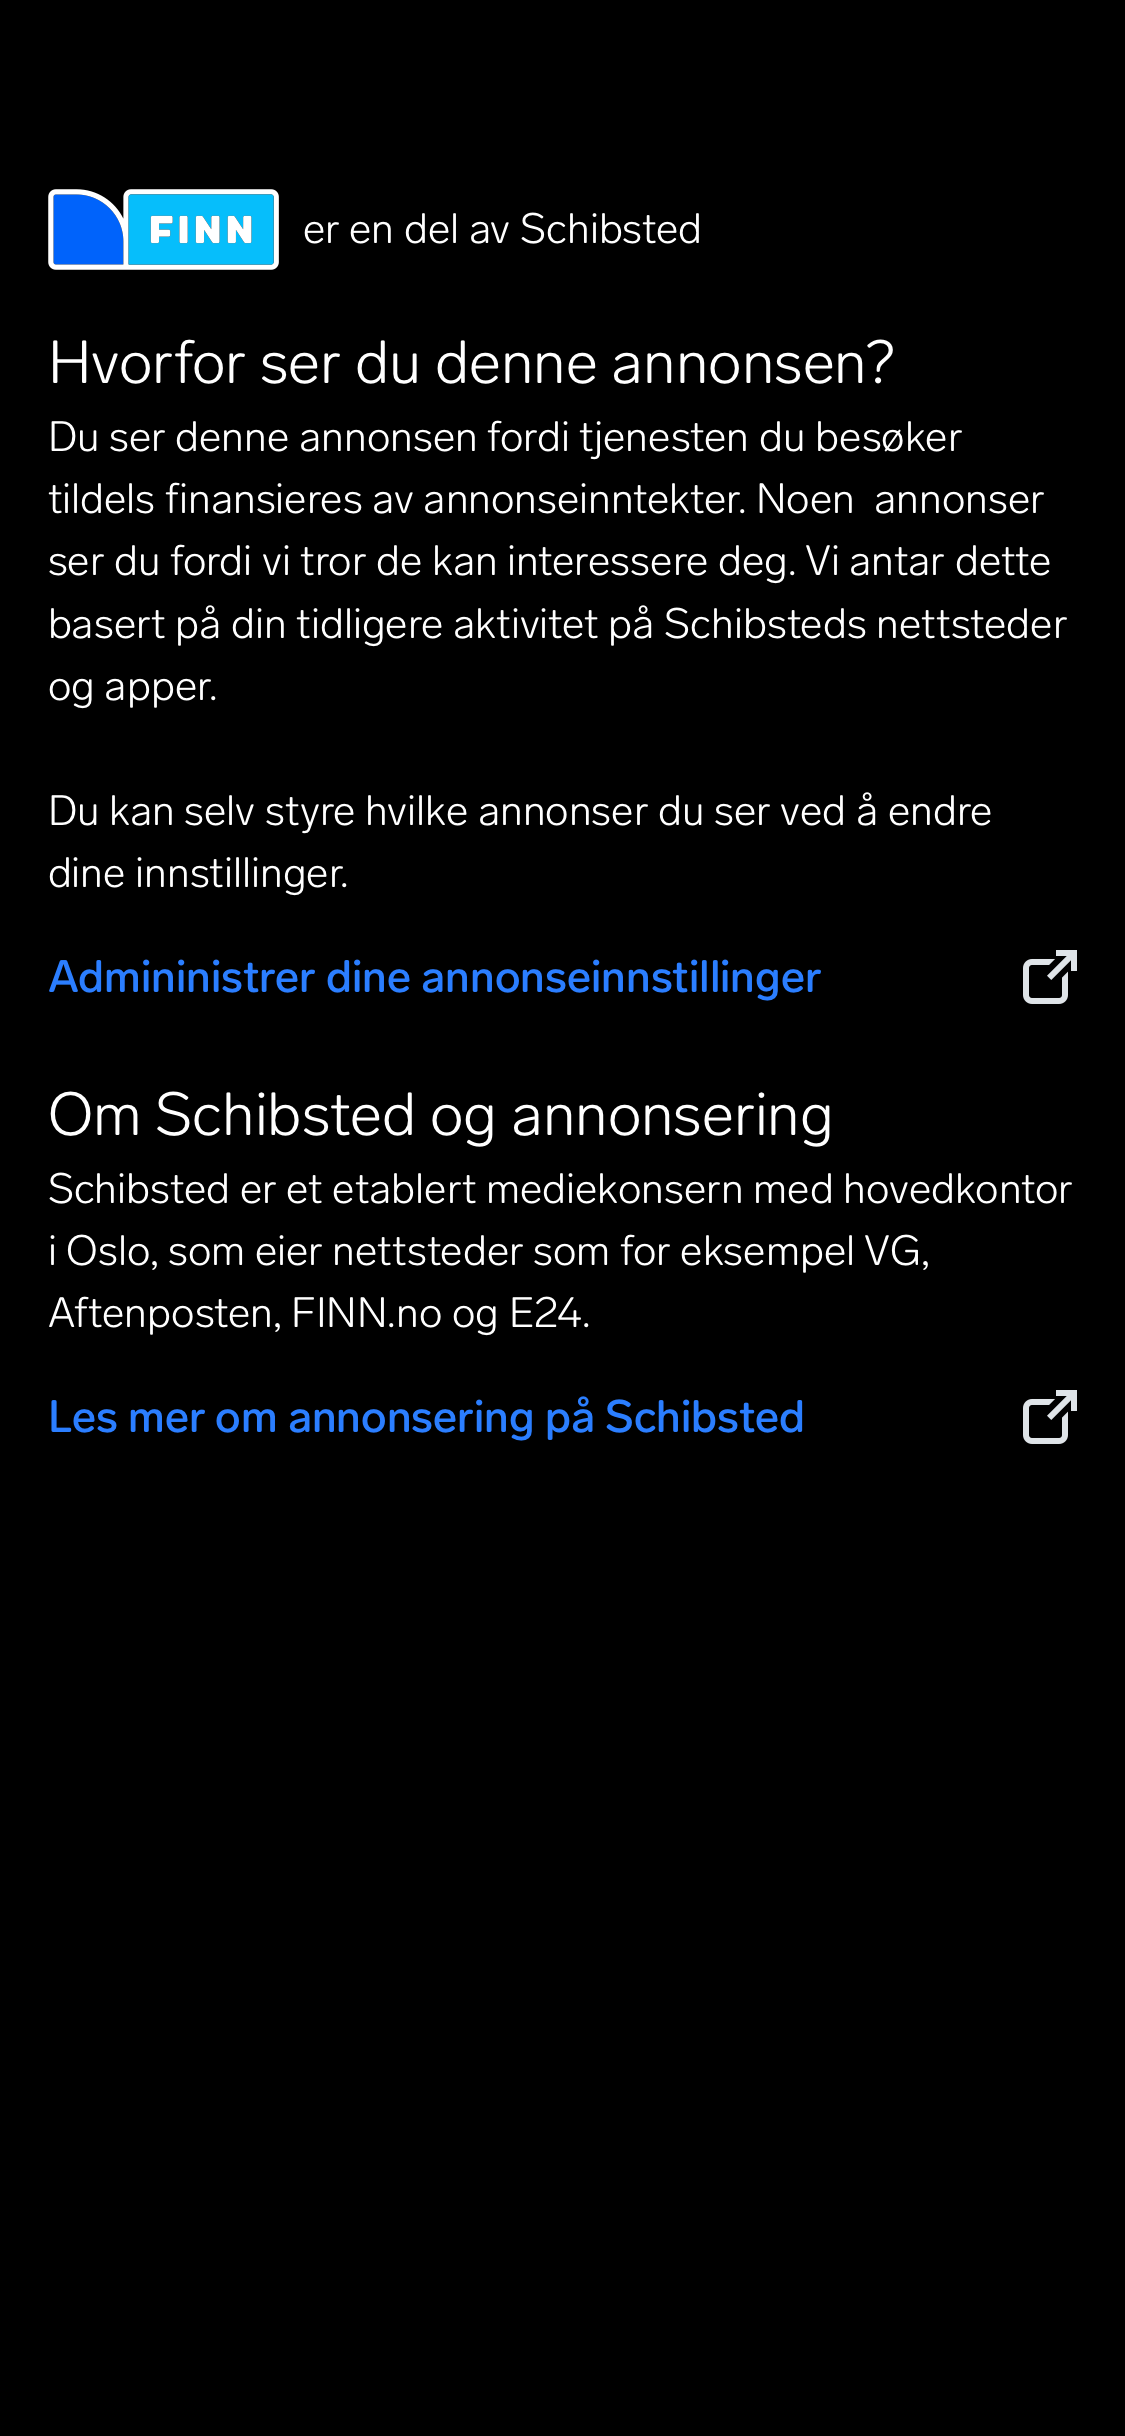 FINN er en del av Schibsted
Hvorfor ser du denne annonsen?
Du ser denne annonsen fordi tjenesten du besøker
tildels finansieres av annonseinntekter. Noen  annonser
ser du fordi vi tror de kan interessere deg. Vi antar dette
basert på din tidligere aktivitet på Schibsteds nettsteder
og apper.
Du kan selv styre hvilke annonser du ser ved å endre
dine innstillinger.
Admininistrer dine annonseinnstillinger
Om Schibsted og annonsering
Schibsted er et etablert mediekonsern med hovedkontor
i Oslo, som eier nettsteder som for eksempel VG,
Aftenposten, FINN.no og E24.
Les mer om annonsering på Schibsted